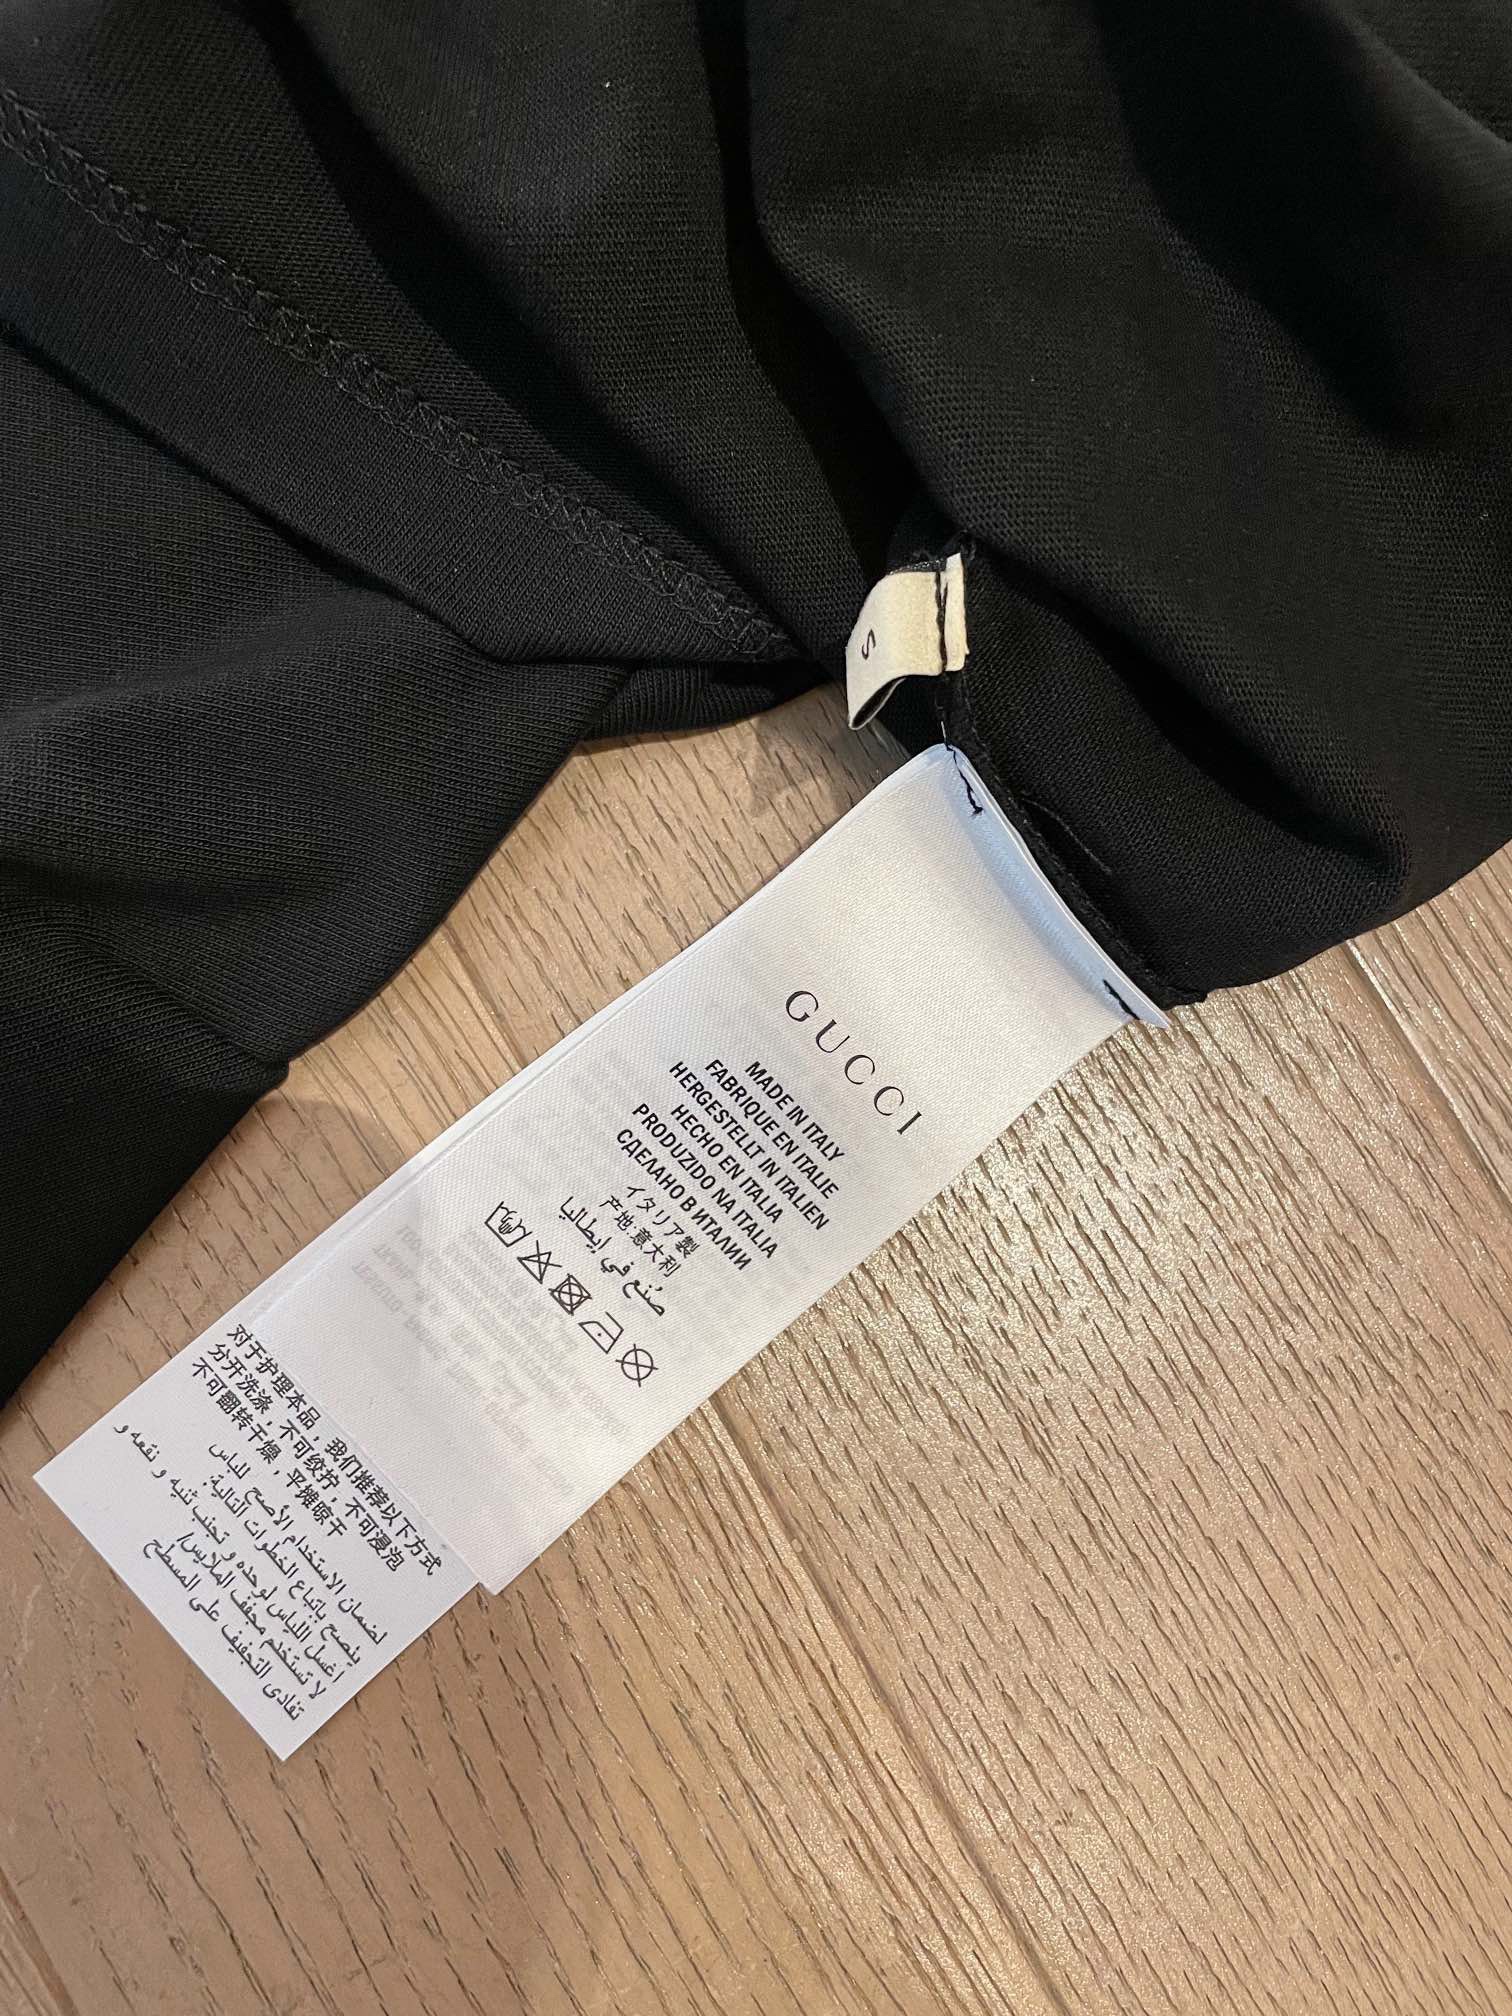 S
GUCCI
MADE IN ITALY
FABRIQUE EN ITALIE
HERGESTELLT IN ITALIEN
HECHO EN ITALIA
PRODUZIDO NA ITALIA
СДЕЛАНО В ИТАЛИИ
イタリア製
产地:意大利
صُنع في إيطاليا
对于护理本品，我们推荐以下方式
分开洗涤，不可绞拧，不可浸泡
不可翻转干燥，平摊晾干
لضمان الاستخدام الأصح للباس
ينصح بإتباع الخطوات التالية:
اغسل اللباس لوحده و تجنب ثنيه و نقعه و
لا تستخدم مجفف الملابس/
تفادى التجفيف على المسطح